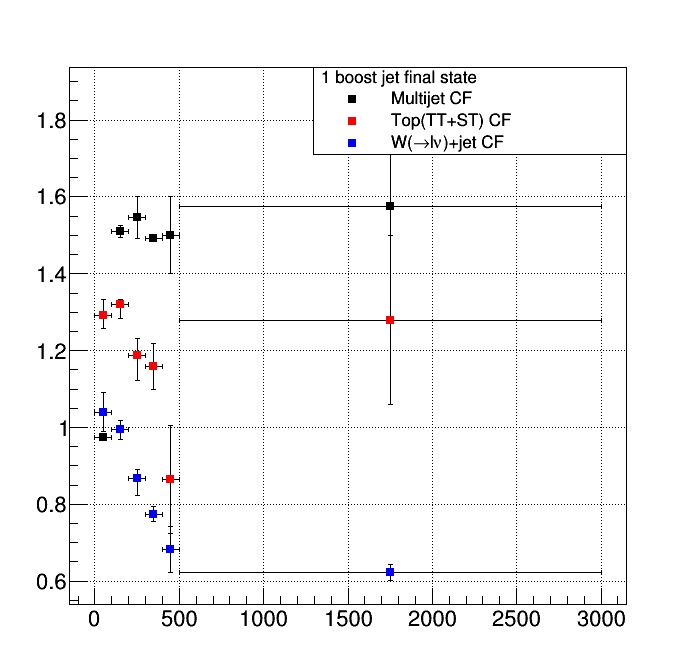 1 boost jet final state
Multijet CF
Top(TT+ST) CF
W(→lν)+jet CF
1.8
1.6
1.4
1.2
1
0.8
0.6
0 500 1000 1500 2000 2500 3000